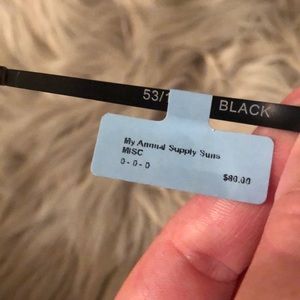 53/1 BLACK
My Annual Supply Suns
MISC
0 - 0 - 0
$80.00